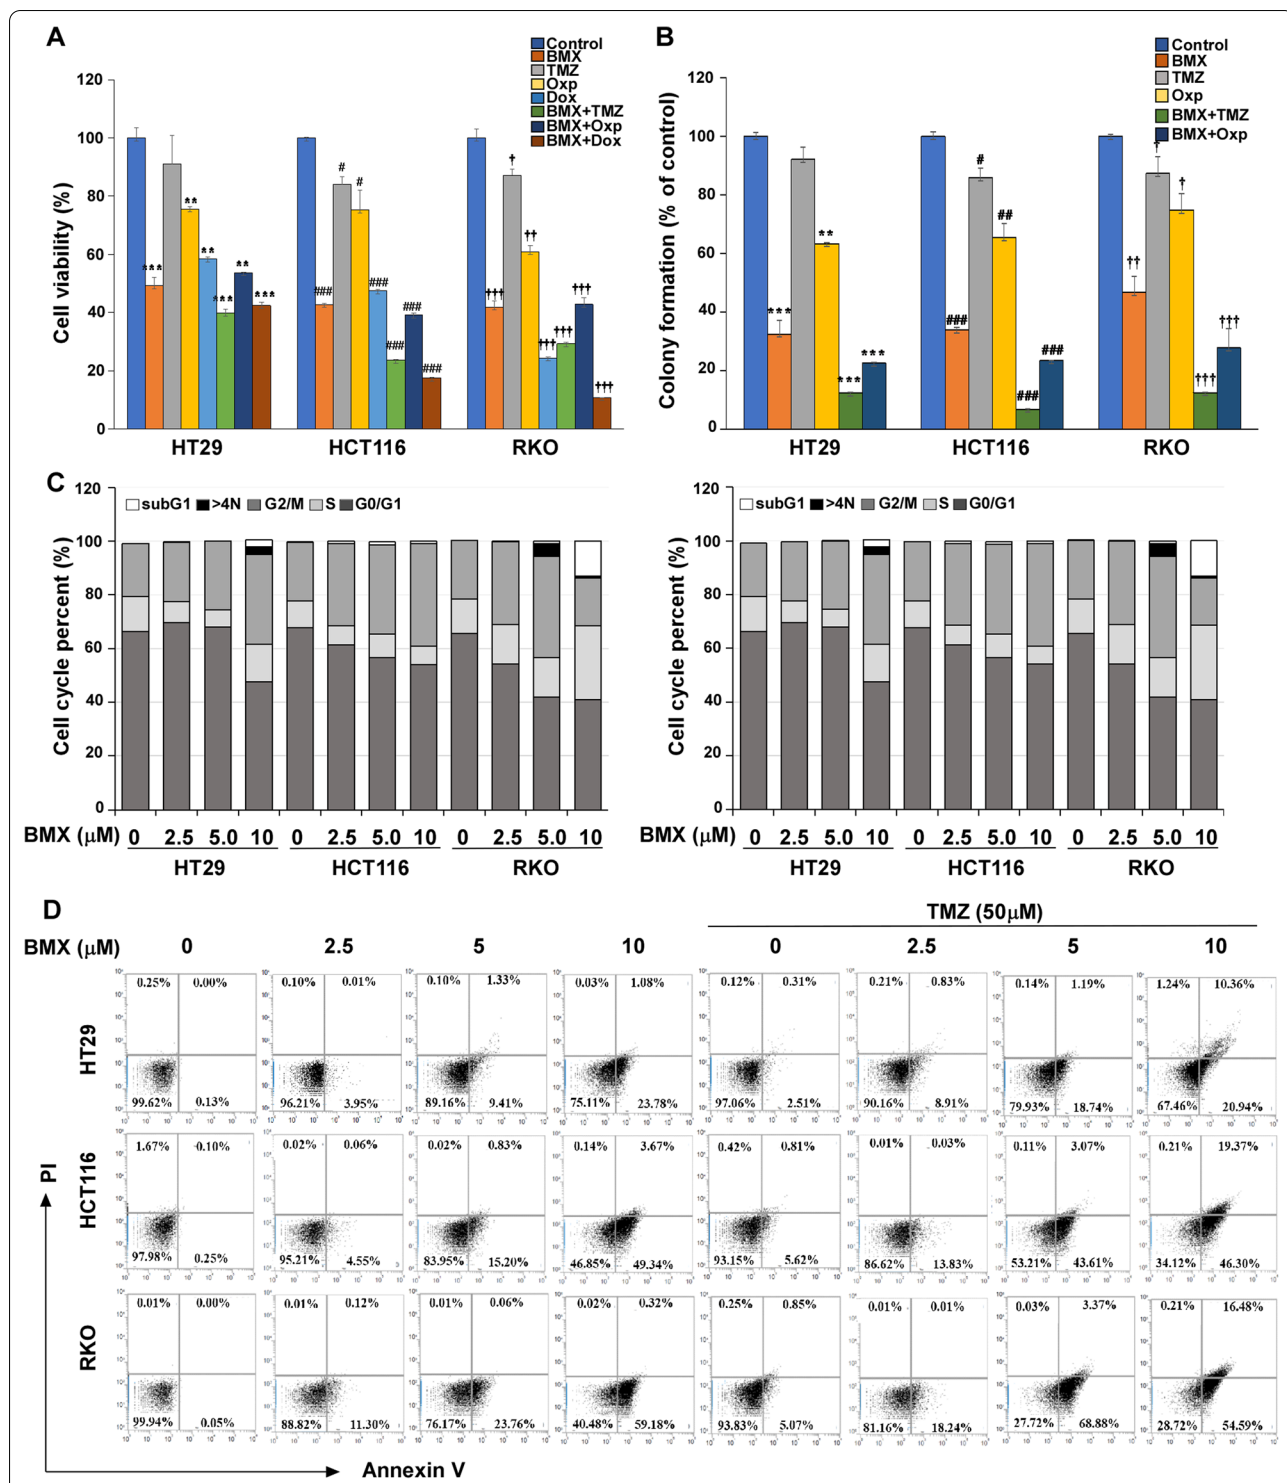 A
Control
BMX
TMZ
Oxp
Dox
BMX+TMZ
BMX+Oxp
BMX+Dox
Cell viability (%)
120
100
80
60
40
20
0
*** ** ** *** ** ***
### # # ### ### ### ###
††† † †† ††† ††† ††† †††
HT29 HCT116 RKO
B
Control
BMX
TMZ
Oxp
BMX+TMZ
BMX+Oxp
Colony formation (% of control)
120
100
80
60
40
20
0
*** ** *** ***
### # ## ### ###
†† † † ††† †††
HT29 HCT116 RKO
C
subG1 >4N G2/M S G0/G1
Cell cycle percent (%)
120
100
80
60
40
20
0
BMX (μM) 0 2.5 5.0 10 0 2.5 5.0 10 0 2.5 5.0 10
HT29 HCT116 RKO
subG1 >4N G2/M S G0/G1
Cell cycle percent (%)
120
100
80
60
40
20
0
BMX (μM) 0 2.5 5.0 10 0 2.5 5.0 10 0 2.5 5.0 10
HT29 HCT116 RKO
D
TMZ (50μM)
BMX (μM) 0 2.5 5 10 0 2.5 5 10
HT29
0.25% 0.00% 0.10% 0.01% 0.10% 1.33% 0.03% 1.08% 0.12% 0.31% 0.21% 0.83% 0.14% 1.19% 1.24% 10.36%
99.62% 0.13% 96.21% 3.95% 89.16% 9.41% 75.11% 23.78% 97.06% 2.51% 90.16% 8.91% 79.93% 18.74% 67.46% 20.94%
HCT116
1.67% 0.10% 0.02% 0.06% 0.02% 0.83% 0.14% 3.67% 0.42% 0.81% 0.01% 0.03% 0.11% 3.07% 0.21% 19.37%
97.98% 0.25% 95.21% 4.55% 83.95% 15.20% 46.85% 49.34% 93.15% 5.62% 86.62% 13.83% 53.21% 43.61% 34.12% 46.30%
RKO
0.01% 0.00% 0.01% 0.12% 0.01% 0.06% 0.02% 0.32% 0.25% 0.85% 0.01% 0.01% 0.03% 3.37% 0.21% 16.48%
99.94% 0.05% 88.82% 11.30% 76.17% 23.76% 40.48% 59.18% 93.83% 5.07% 81.16% 18.24% 27.72% 68.88% 28.72% 54.59%
PI
Annexin V